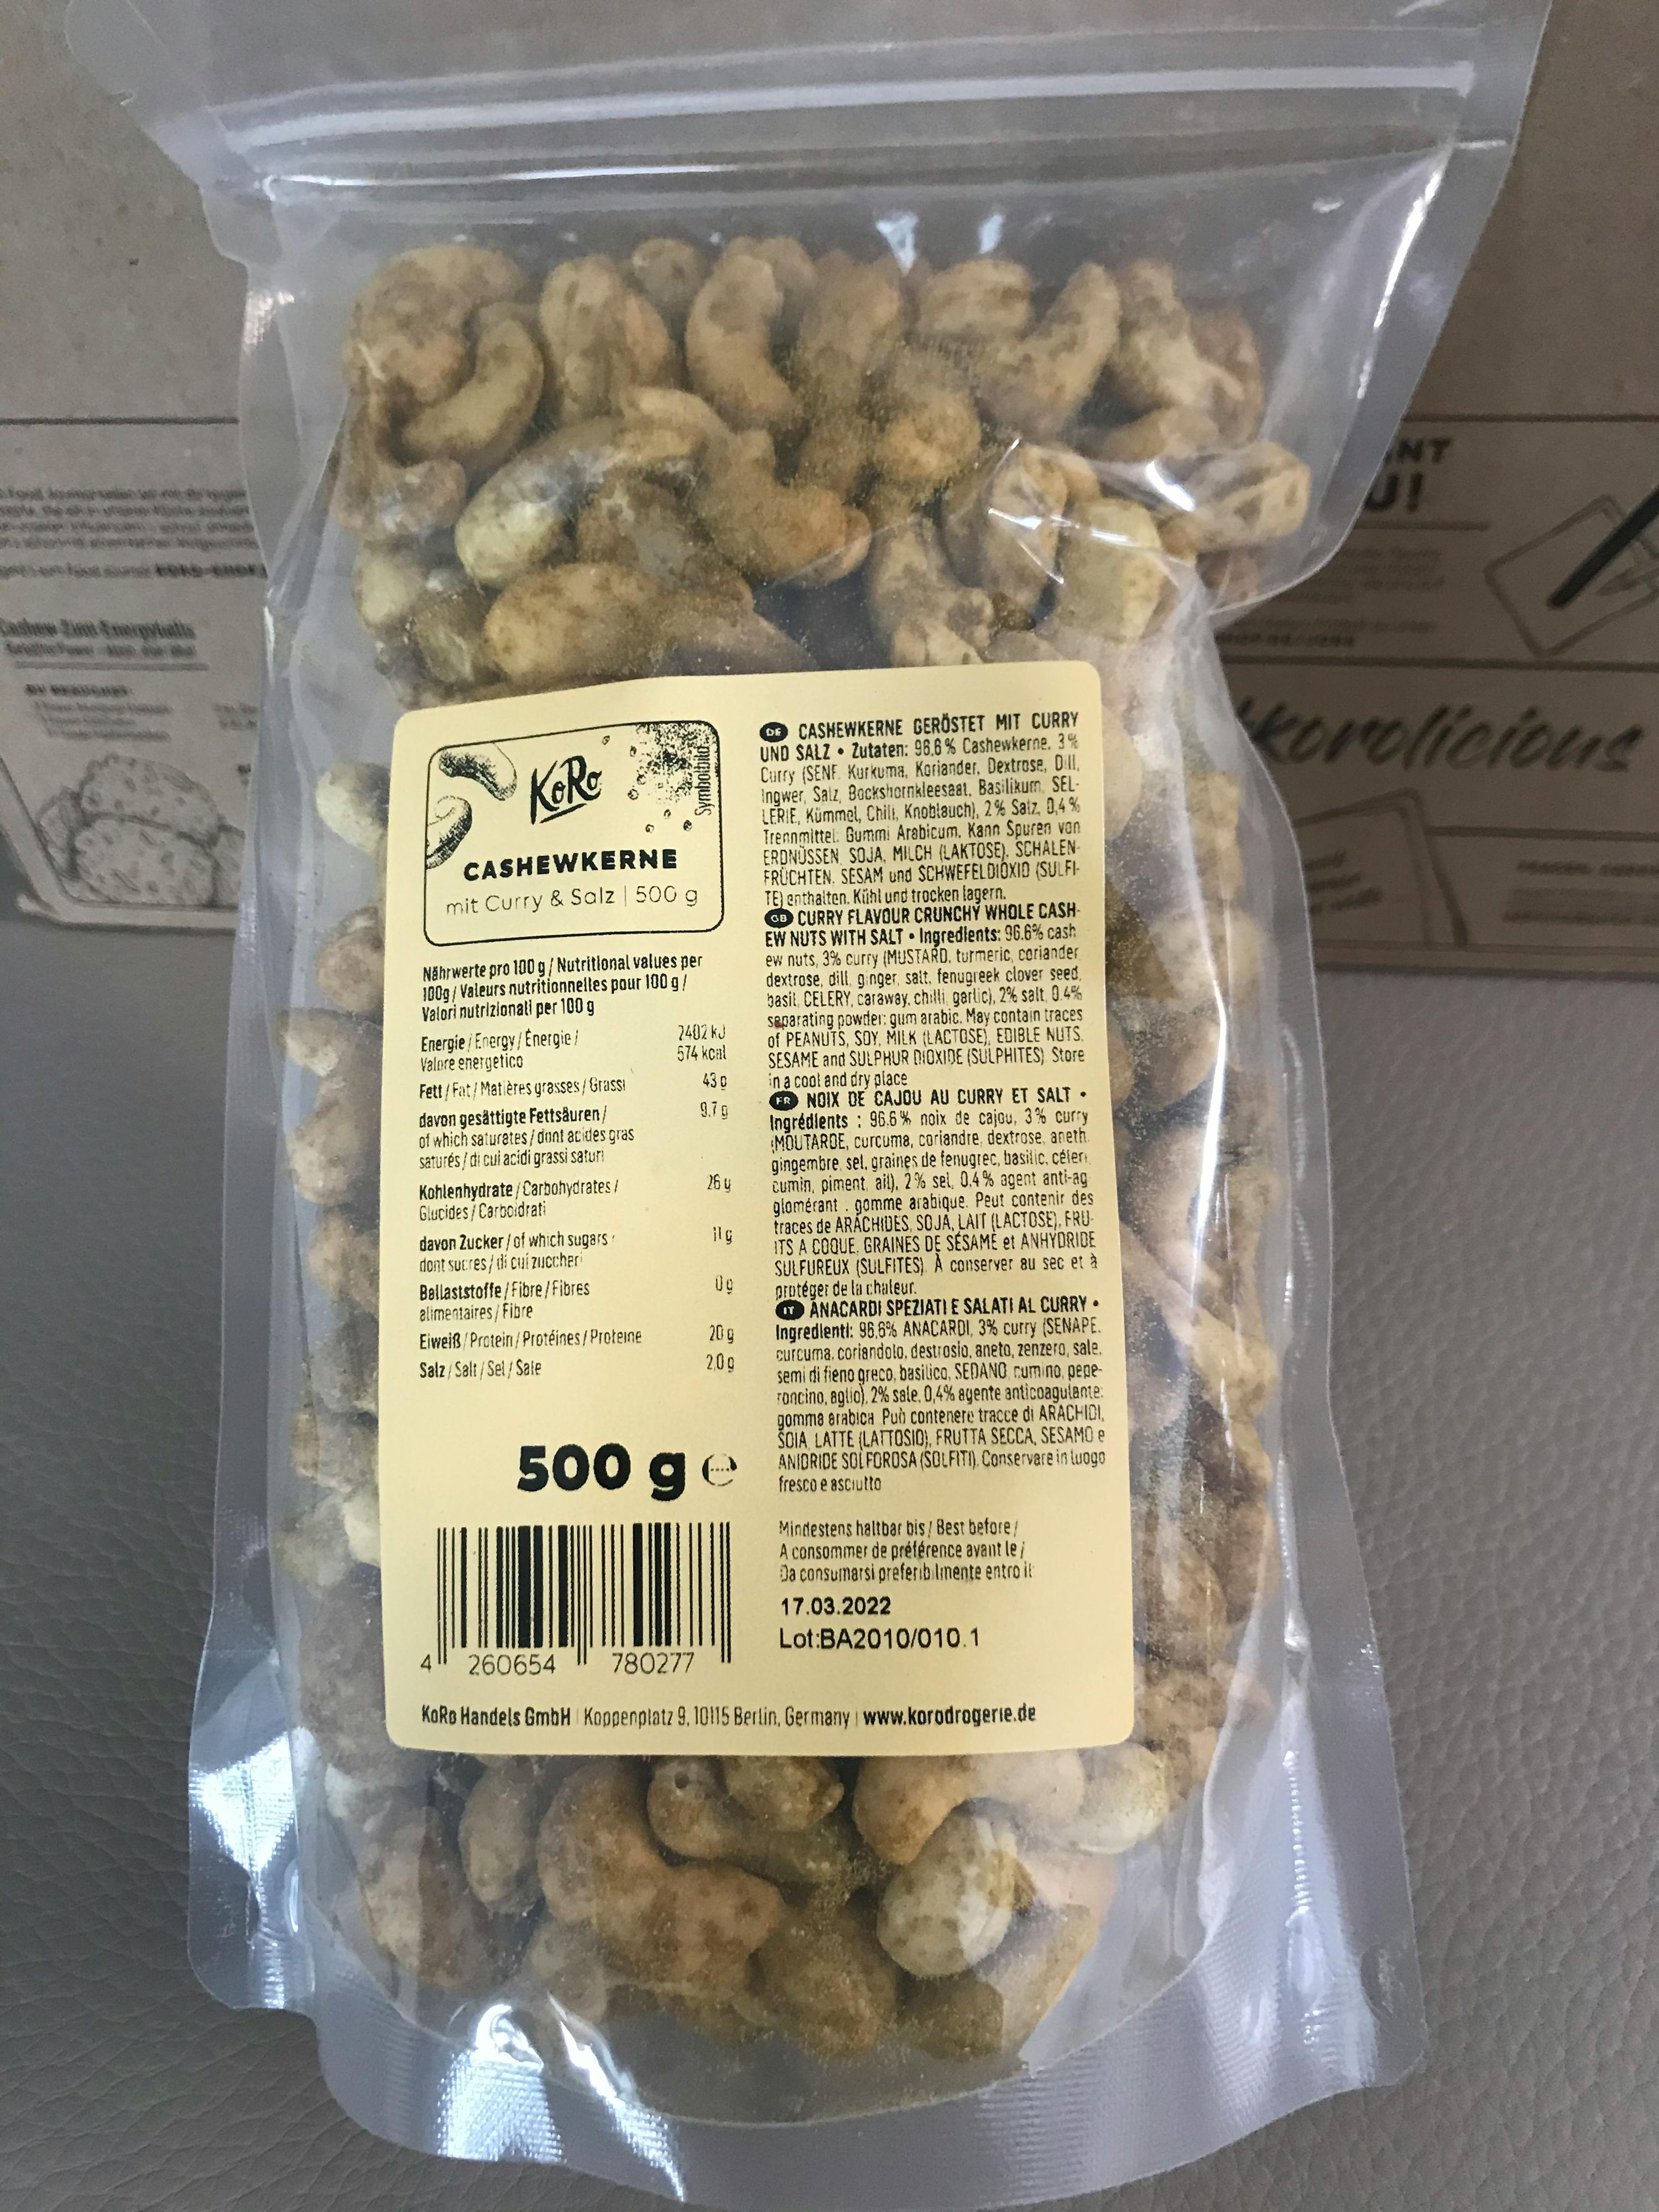 KoRo
Symbolbild
CASHEWKERNE
mit Curry & Salz | 500 g
Nährwerte pro 100 g / Nutritional values per
100g / Valeurs nutritionnelles pour 100 g /
Valori nutrizionali per 100 g
Energie / Energy / Énergie / 2402 kJ
Valore energetico 574 kcal
Fett / Fat / Matières grasses / Grassi 43 g
davon gesättigte Fettsäuren / 9.7 g
of which saturates / dont acides gras
saturés / di cui acidi grassi saturi
Kohlenhydrate / Carbohydrates / 26 g
Glucides / Carboidrati
davon Zucker / of which sugars / 11 g
dont sucres / di cui zuccheri
Ballaststoffe / Fibre / Fibres 0 g
alimentaires / Fibre
Eiweiß / Protein / Protéines / Proteine 20 g
Salz / Salt / Sel / Sale 2.0 g
500 g e
4 260654 780277
DE CASHEWKERNE GERÖSTET MIT CURRY
UND SALZ • Zutaten: 96.6% Cashewkerne, 3%
Curry (SENF, Kurkuma, Koriander, Dextrose, Dill,
Ingwer, Salz, Bockshornkleesaat, Basilikum, SEL-
LERIE, Kümmel, Chili, Knoblauch), 2% Salz, 0,4%
Trennmittel: Gummi Arabicum. Kann Spuren von
ERDNÜSSEN, SOJA, MILCH (LAKTOSE), SCHALEN-
FRÜCHTEN, SESAM und SCHWEFELDIOXID (SULFI-
TE) enthalten. Kühl und trocken lagern.
GB CURRY FLAVOUR CRUNCHY WHOLE CASH-
EW NUTS WITH SALT • Ingredients: 96.6% cash
ew nuts, 3% curry (MUSTARD, turmeric, coriander,
dextrose, dill, ginger, salt, fenugreek clover seed,
basil, CELERY, caraway, chilli, garlic), 2% salt, 0.4%
separating powder: gum arabic. May contain traces
of PEANUTS, SOY, MILK (LACTOSE), EDIBLE NUTS,
SESAME and SULPHUR DIOXIDE (SULPHITES). Store
in a cool and dry place
FR NOIX DE CAJOU AU CURRY ET SALT •
Ingrédients : 96.6% noix de cajou, 3% curry
(MOUTARDE, curcuma, coriandre, dextrose, aneth,
gingembre, sel, graines de fenugrec, basilic, céleri,
cumin, piment, ail), 2% sel, 0.4% agent anti-ag
glomérant : gomme arabique. Peut contenir des
traces de ARACHIDES, SOJA, LAIT (LACTOSE), FRU-
ITS A COQUE, GRAINES DE SÉSAME et ANHYDRIDE
SULFUREUX (SULFITES). À conserver au sec et à
protéger de la chaleur.
IT ANACARDI SPEZIATI E SALATI AL CURRY •
Ingredienti: 96,6% ANACARDI, 3% curry (SENAPE,
curcuma, coriandolo, destrosio, aneto, zenzero, sale,
semi di fieno greco, basilico, SEDANO, cumino, pepe-
roncino, aglio), 2% sale, 0,4% agente anticoagulante:
gomma arabica. Può contenere tracce di ARACHIDI,
SOIA, LATTE (LATTOSIO), FRUTTA SECCA, SESAMO e
ANIDRIDE SOLFOROSA (SOLFITI). Conservare in luogo
fresco e asciutto
Mindestens haltbar bis / Best before /
A consommer de préférence avant le /
Da consumarsi preferibilmente entro il:
17.03.2022
Lot:BA2010/010.1
KoRo Handels GmbH | Koppenplatz 9, 10115 Berlin, Germany | www.korodrogerie.de
Cashew-Zimt-Energyballs
#korolicious